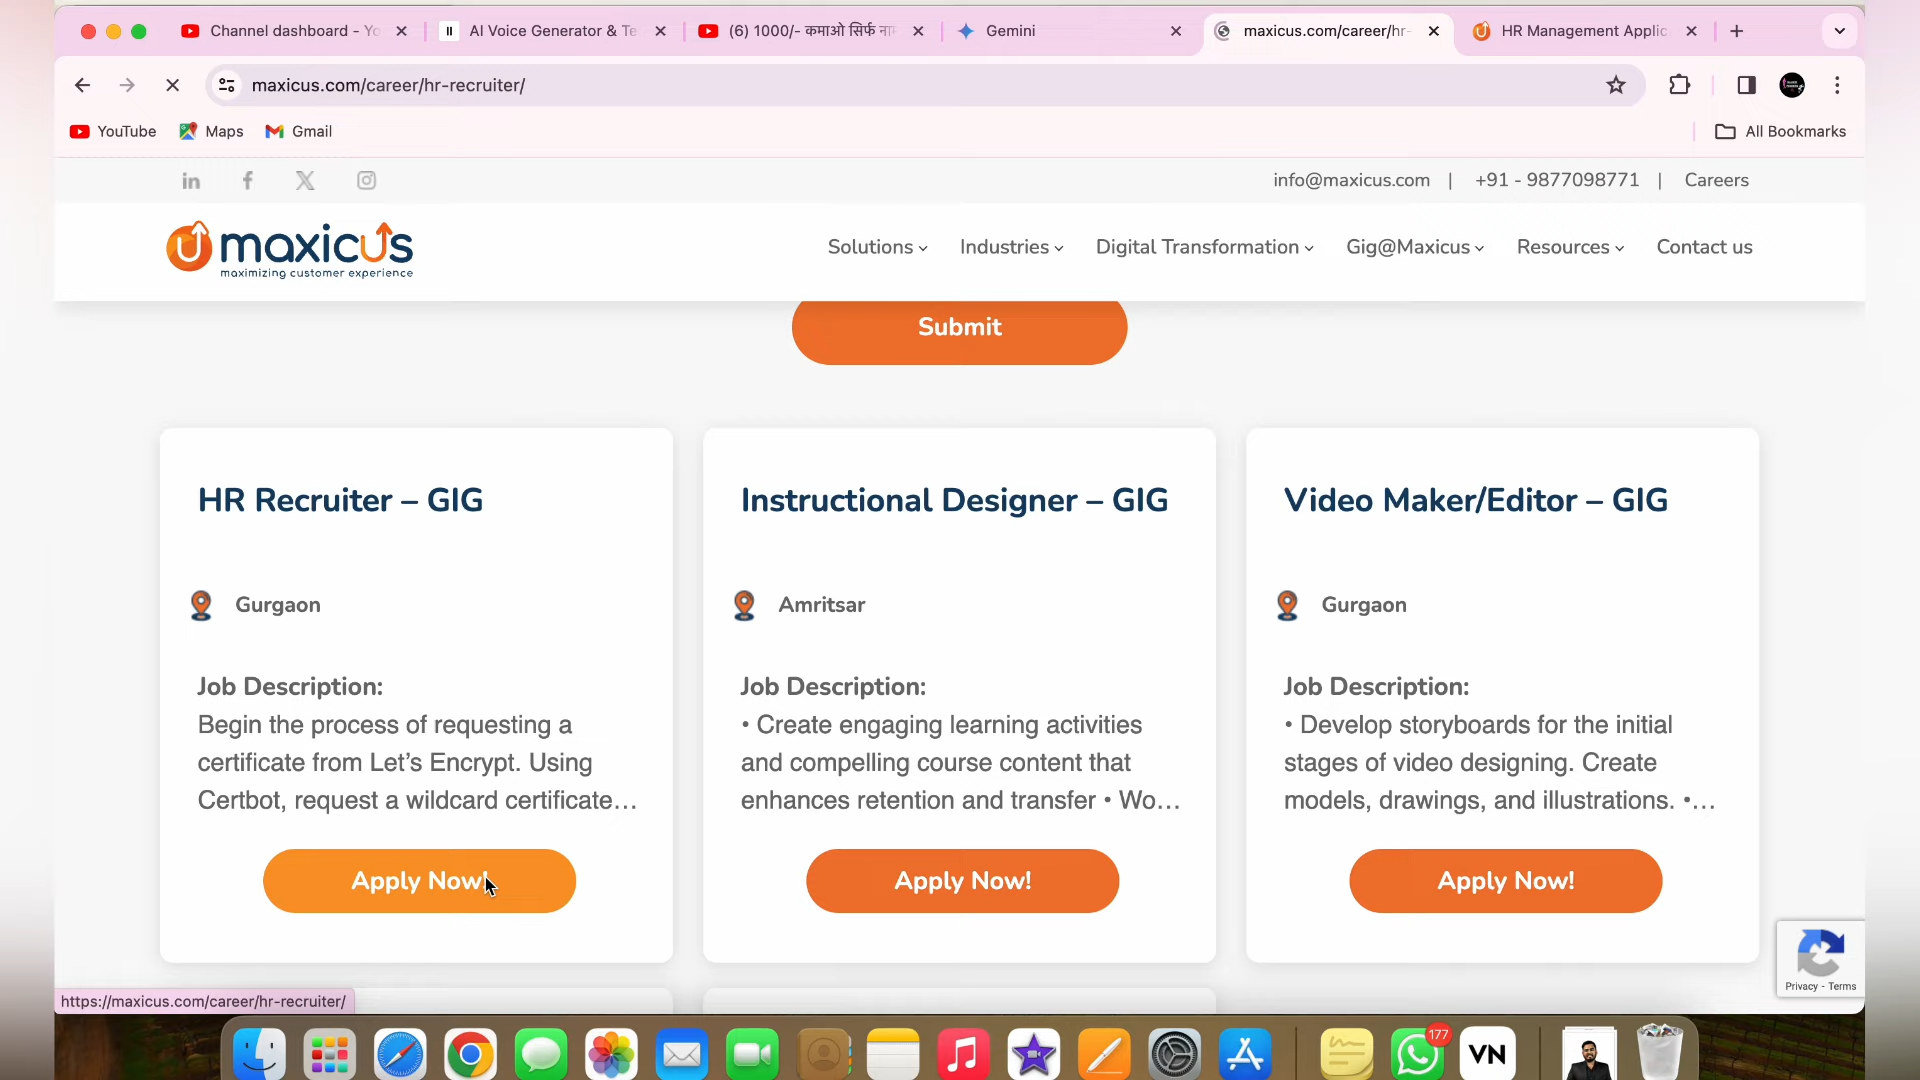 Channel dashboard - Yo
AI Voice Generator & Te
(6) 1000/- कमाओ सिर्फ
Gemini
maxicus.com/career/hr-
HR Management Applic
maxicus.com/career/hr-recruiter/
YouTube
Maps
Gmail
All Bookmarks
info@maxicus.com | +91 - 9877098771 | Careers
maxicus
maximizing customer experience
Solutions
Industries
Digital Transformation
Gig@Maxicus
Resources
Contact us
Submit
HR Recruiter – GIG
Gurgaon
Job Description:
Begin the process of requesting a
certificate from Let’s Encrypt. Using
Certbot, request a wildcard certificate...
Apply Now!
Instructional Designer – GIG
Amritsar
Job Description:
• Create engaging learning activities
and compelling course content that
enhances retention and transfer • Wo...
Apply Now!
Video Maker/Editor – GIG
Gurgaon
Job Description:
• Develop storyboards for the initial
stages of video designing. Create
models, drawings, and illustrations. •...
Apply Now!
Privacy - Terms
https://maxicus.com/career/hr-recruiter/
177
VN